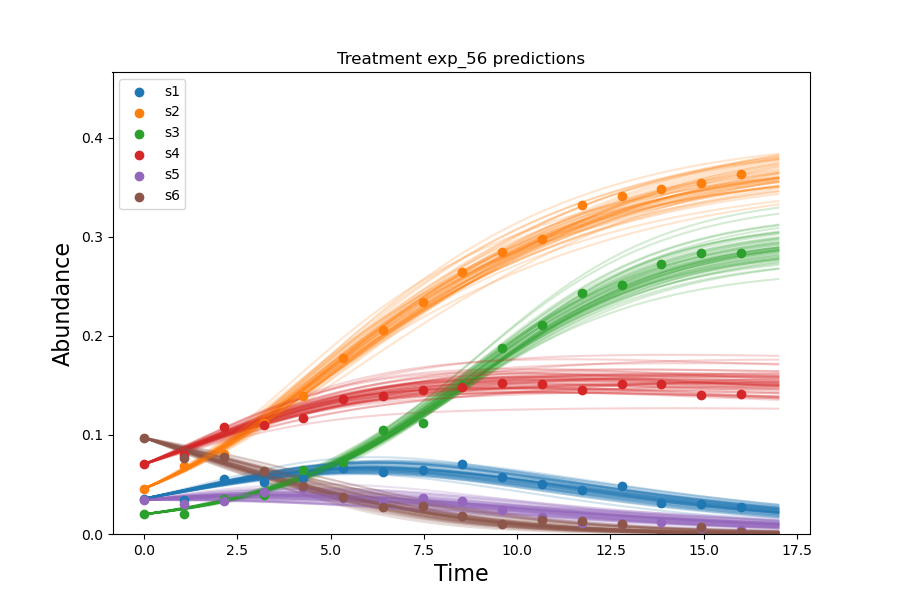 Treatment exp_56 predictions
s1
s2
s3
s4
s5
s6
Abundance
0.4
0.3
0.2
0.1
0.0
0.0 2.5 5.0 7.5 10.0 12.5 15.0 17.5
Time